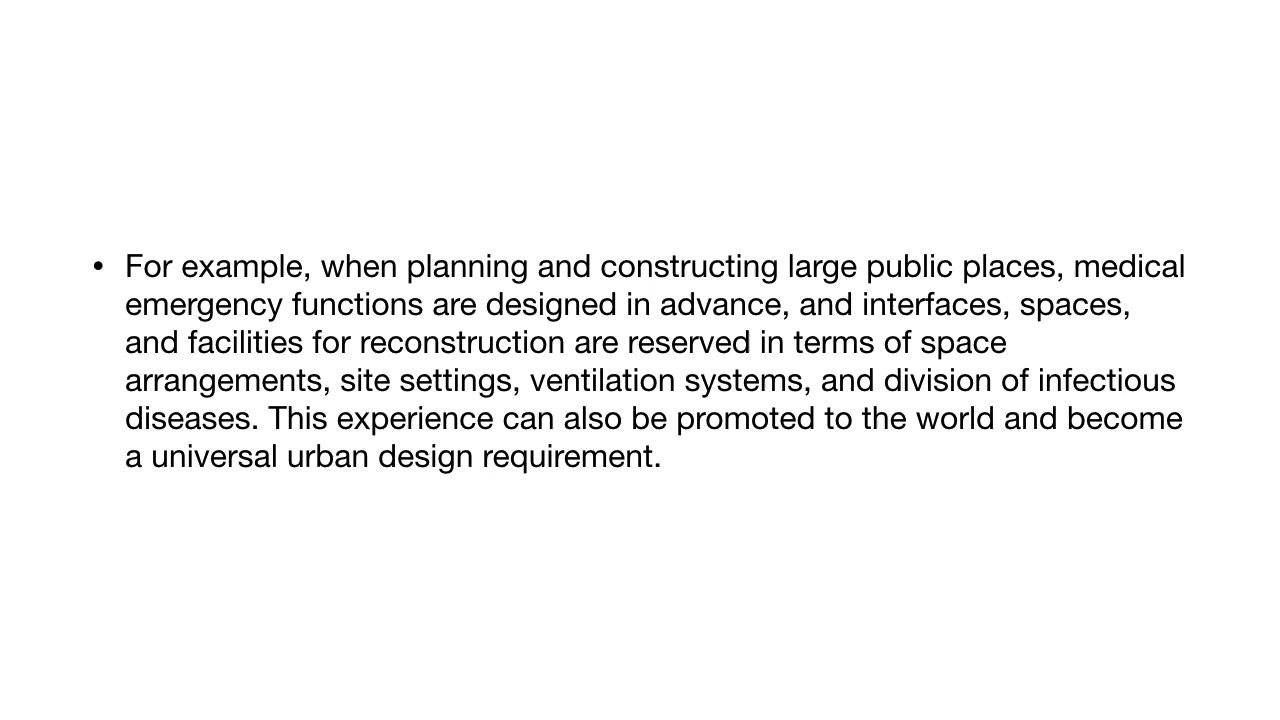 • For example, when planning and constructing large public places, medical
emergency functions are designed in advance, and interfaces, spaces,
and facilities for reconstruction are reserved in terms of space
arrangements, site settings, ventilation systems, and division of infectious
diseases. This experience can also be promoted to the world and become
a universal urban design requirement.